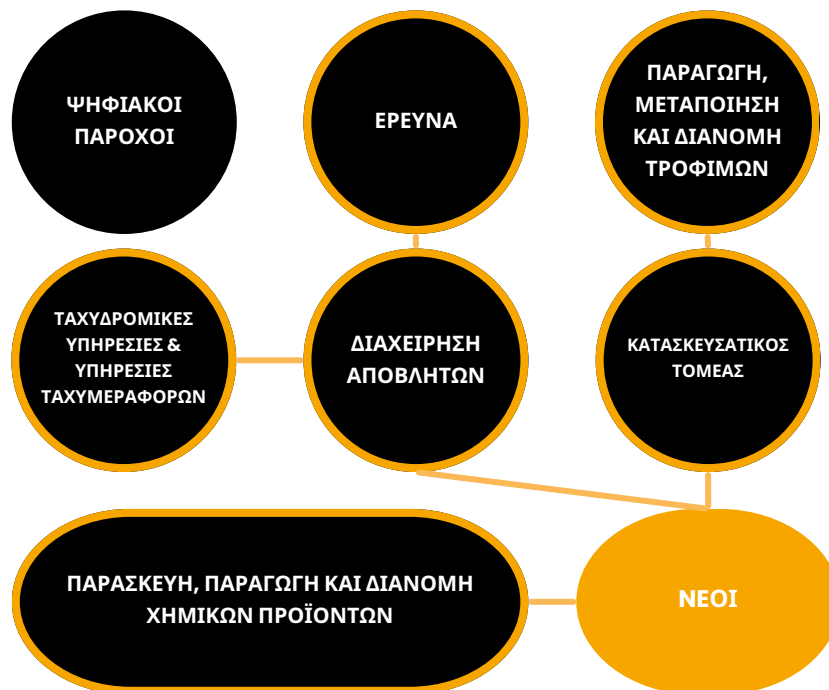 ΨΗΦΙΑΚΟΙ
ΠΑΡΟΧΟΙ
ΕΡΕΥΝΑ
ΠΑΡΑΓΩΓΗ,
ΜΕΤΑΠΟΙΗΣΗ
ΚΑΙ ΔΙΑΝΟΜΗ
ΤΡΟΦΙΜΩΝ
ΤΑΧΥΔΡΟΜΙΚΕΣ
ΥΠΗΡΕΣΙΕΣ &
ΥΠΗΡΕΣΙΕΣ
ΤΑΧΥΜΕΡΑΦΟΡΩΝ
ΔΙΑΧΕΙΡΗΣΗ
ΑΠΟΒΛΗΤΩΝ
ΚΑΤΑΣΚΕΥΣΑΤΙΚΟΣ
ΤΟΜΕΑΣ
ΠΑΡΑΣΚΕΥΗ, ΠΑΡΑΓΩΓΗ ΚΑΙ ΔΙΑΝΟΜΗ
ΧΗΜΙΚΩΝ ΠΡΟΪΟΝΤΩΝ
ΝΕΟΙ